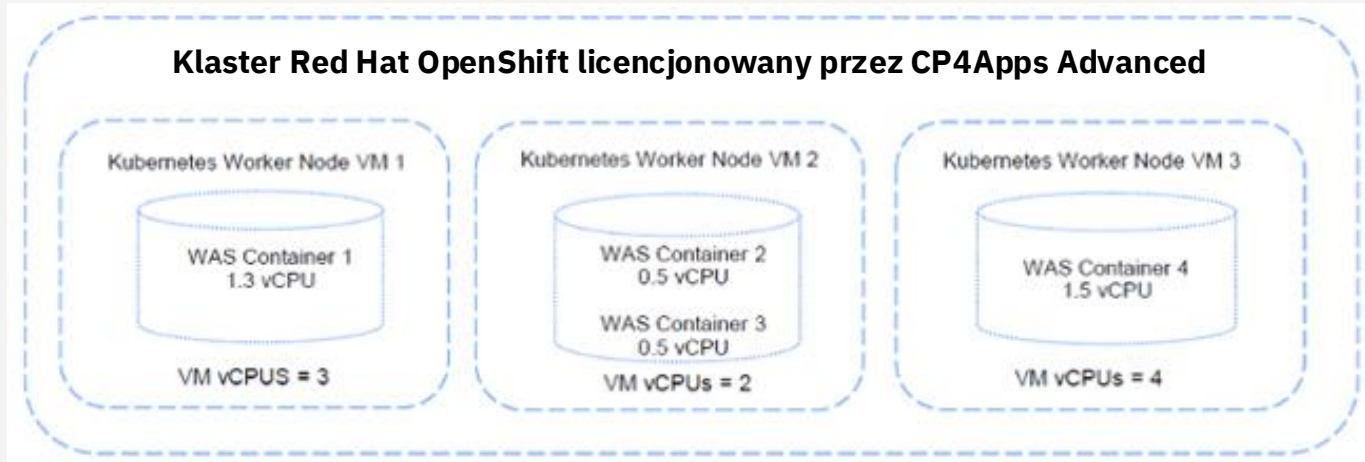 Klaster Red Hat OpenShift licencjonowany przez CP4Apps Advanced
Kubernetes Worker Node VM 1
WAS Container 1
1.3 vCPU
VM vCPUS = 3
Kubernetes Worker Node VM 2
WAS Container 2
0.5 vCPU
WAS Container 3
0.5 vCPU
VM vCPUs = 2
Kubernetes Worker Node VM 3
WAS Container 4
1.5 vCPU
VM vCPUs = 4